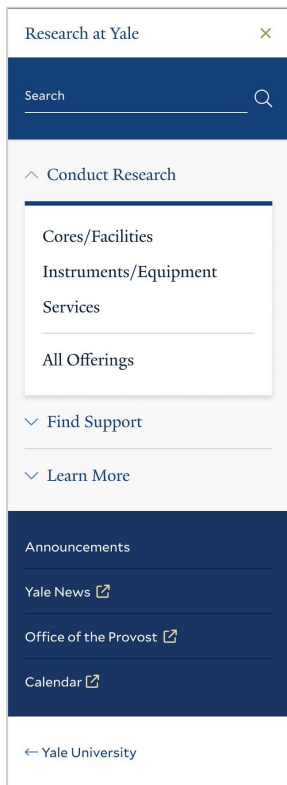 Research at Yale
Search
Conduct Research
Cores/Facilities
Instruments/Equipment
Services
All Offerings
Find Support
Learn More
Announcements
Yale News
Office of the Provost
Calendar
← Yale University